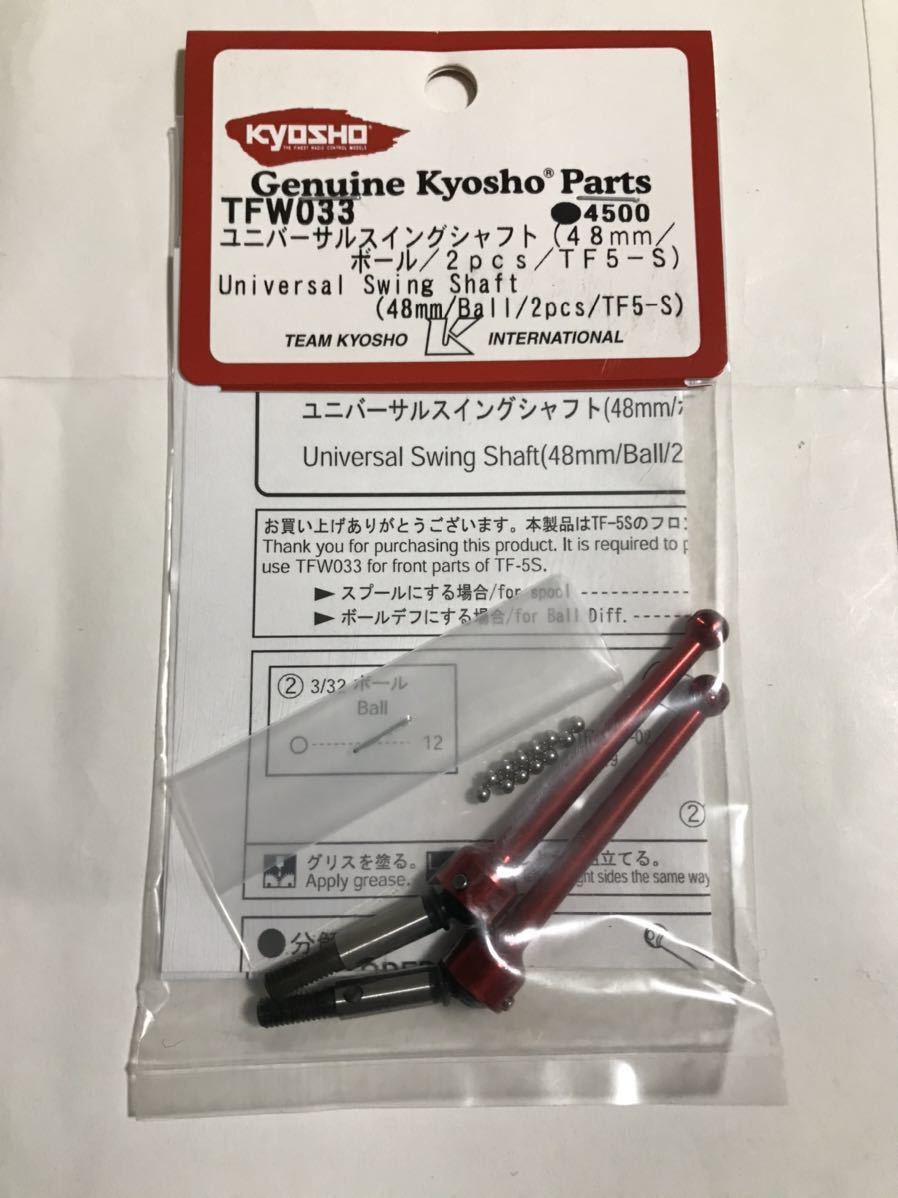 KYOSHO
THE FINEST RADIO CONTROL MODELS
Genuine Kyosho® Parts
TFW033 ●4500
ユニバーサルスイングシャフト(48mm/
ボール/2pcs/TF5-S)
Universal Swing Shaft
(48mm/Ball/2pcs/TF5-S)
TEAM KYOSHO K INTERNATIONAL
ユニバーサルスイングシャフト(48mm/
Universal Swing Shaft(48mm/Ball/2
お買い上げありがとうございます。本製品はTF-5Sのフロン
Thank you for purchasing this product. It is required to
use TFW033 for front parts of TF-5S.
▶ スプールにする場合/for spool
▶ ボールデフにする場合/for Ball Diff.
② 3/32 ボール
Ball
12
②
グリスを塗る。
Apply grease.
立てる。
sides the same way
●分解